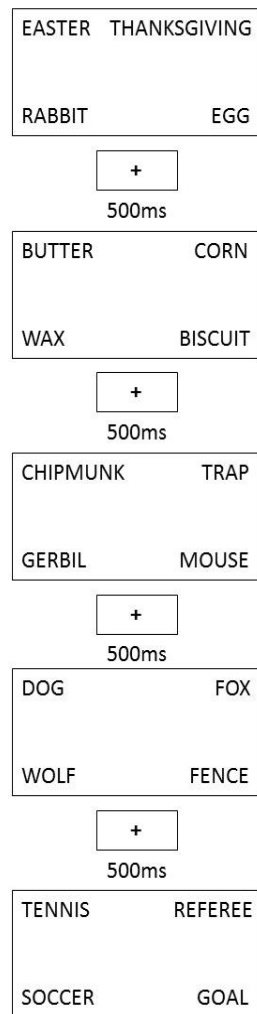 EASTER THANKSGIVING
RABBIT EGG
+
500ms
BUTTER CORN
WAX BISCUIT
+
500ms
CHIPMUNK TRAP
GERBIL MOUSE
+
500ms
DOG FOX
WOLF FENCE
+
500ms
TENNIS REFEREE
SOCCER GOAL